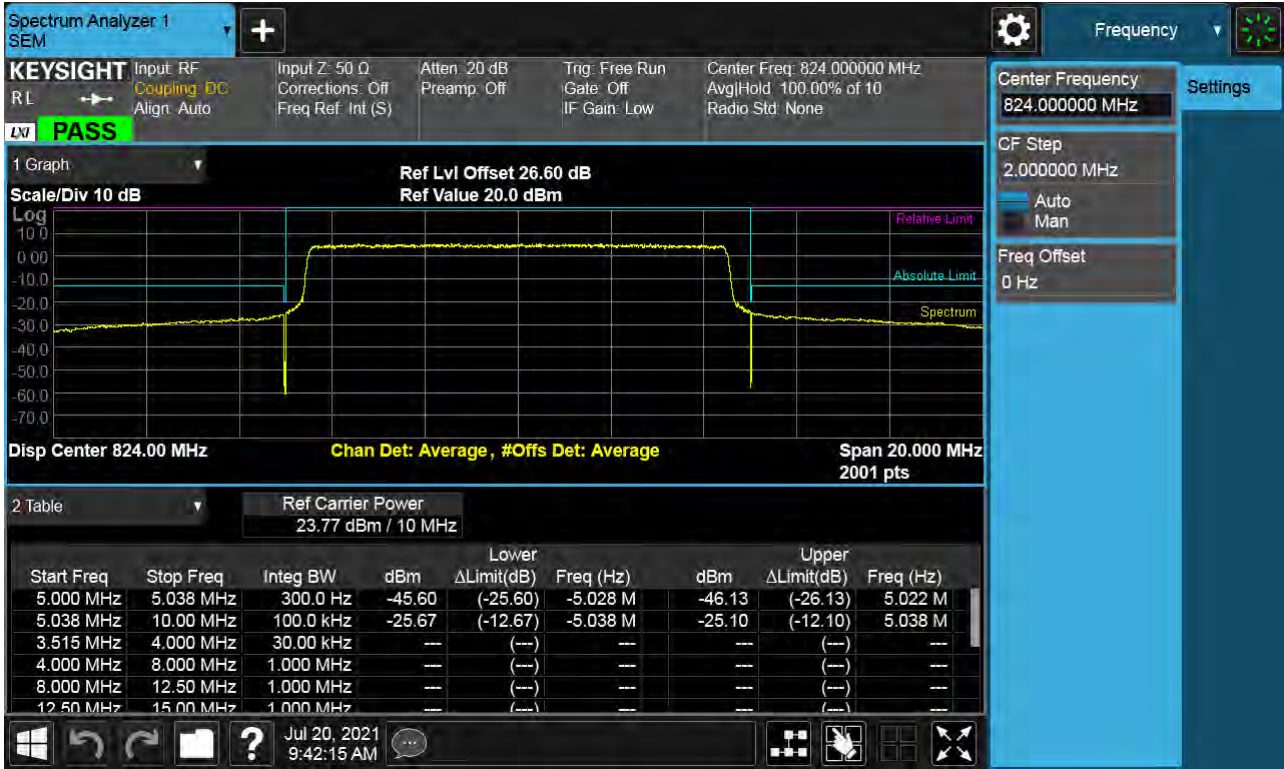 Spectrum Analyzer 1
SEM
+
Frequency
KEYSIGHT
RL
LXI
PASS
Input: RF
Coupling: DC
Align: Auto
Input Z: 50 Ω
Corrections: Off
Freq Ref: Int (S)
Atten: 20 dB
Preamp: Off
Trig: Free Run
Gate: Off
IF Gain: Low
Center Freq: 824.000000 MHz
Avg|Hold: 100.00% of 10
Radio Std: None
Center Frequency
824.000000 MHz
Settings
CF Step
2.000000 MHz
Auto
Man
Freq Offset
0 Hz
1 Graph
Scale/Div 10 dB
Ref Lvl Offset 26.60 dB
Ref Value 20.0 dBm
Log
10.0
0.00
-10.0
-20.0
-30.0
-40.0
-50.0
-60.0
-70.0
Relative Limit
Absolute Limit
Spectrum
Disp Center 824.00 MHz
Chan Det: Average , #Offs Det: Average
Span 20.000 MHz
2001 pts
2 Table
Ref Carrier Power
23.77 dBm / 10 MHz
Lower Upper
Start Freq Stop Freq Integ BW dBm ΔLimit(dB) Freq (Hz) dBm ΔLimit(dB) Freq (Hz)
5.000 MHz 5.038 MHz 300.0 Hz -45.60 (-25.60) -5.028 M -46.13 (-26.13) 5.022 M
5.038 MHz 10.00 MHz 100.0 kHz -25.67 (-12.67) -5.038 M -25.10 (-12.10) 5.038 M
3.515 MHz 4.000 MHz 30.00 kHz --- (---) --- --- (---) ---
4.000 MHz 8.000 MHz 1.000 MHz --- (---) --- --- (---) ---
8.000 MHz 12.50 MHz 1.000 MHz --- (---) --- --- (---) ---
12.50 MHz 15.00 MHz 1.000 MHz --- (---) --- --- (---) ---
?
Jul 20, 2021
9:42:15 AM